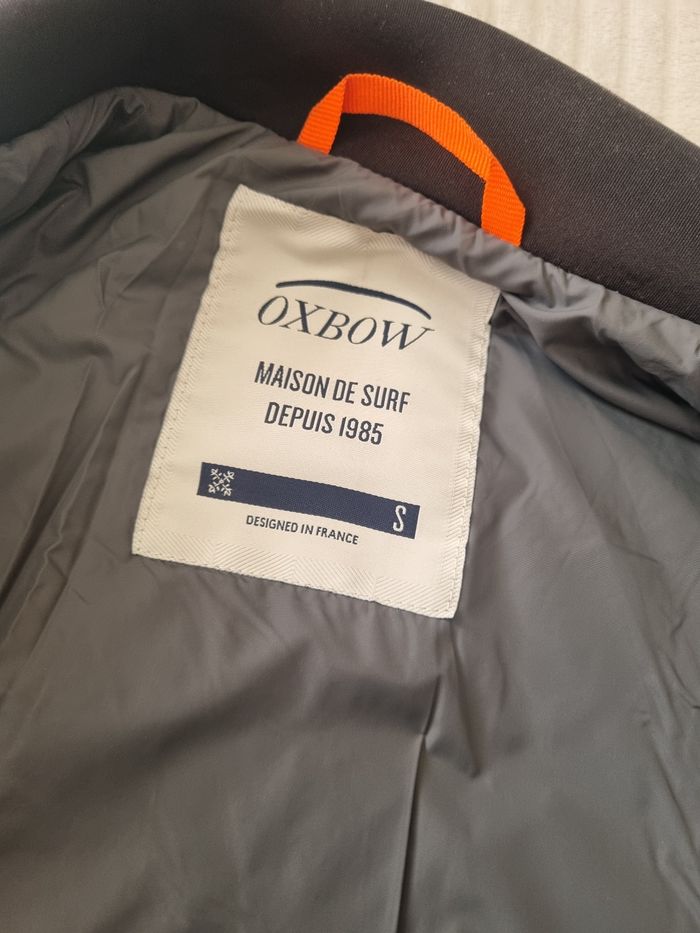 OXBOW
MAISON DE SURF
DEPUIS 1985
S
DESIGNED IN FRANCE